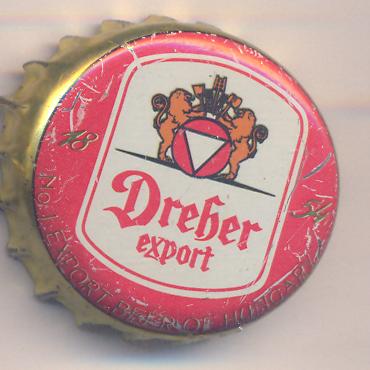 18
54
Dreher
export
No.1 EXPORT BEER OF HUNGARY